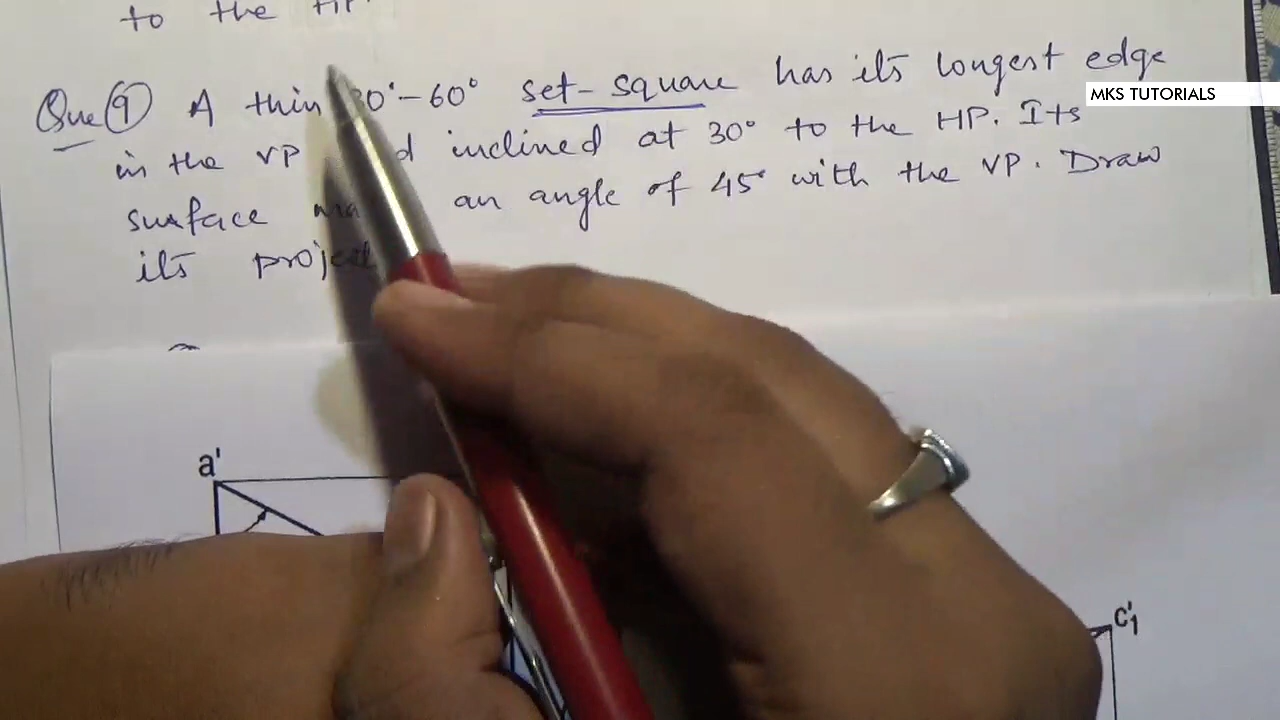 to the HP.
Que 9 A thin 30°-60° set-square has its longest edge
MKS TUTORIALS
in the VP inclined at 30° to the HP. Its
surface an angle of 45° with the VP. Draw
its
a'
c'1